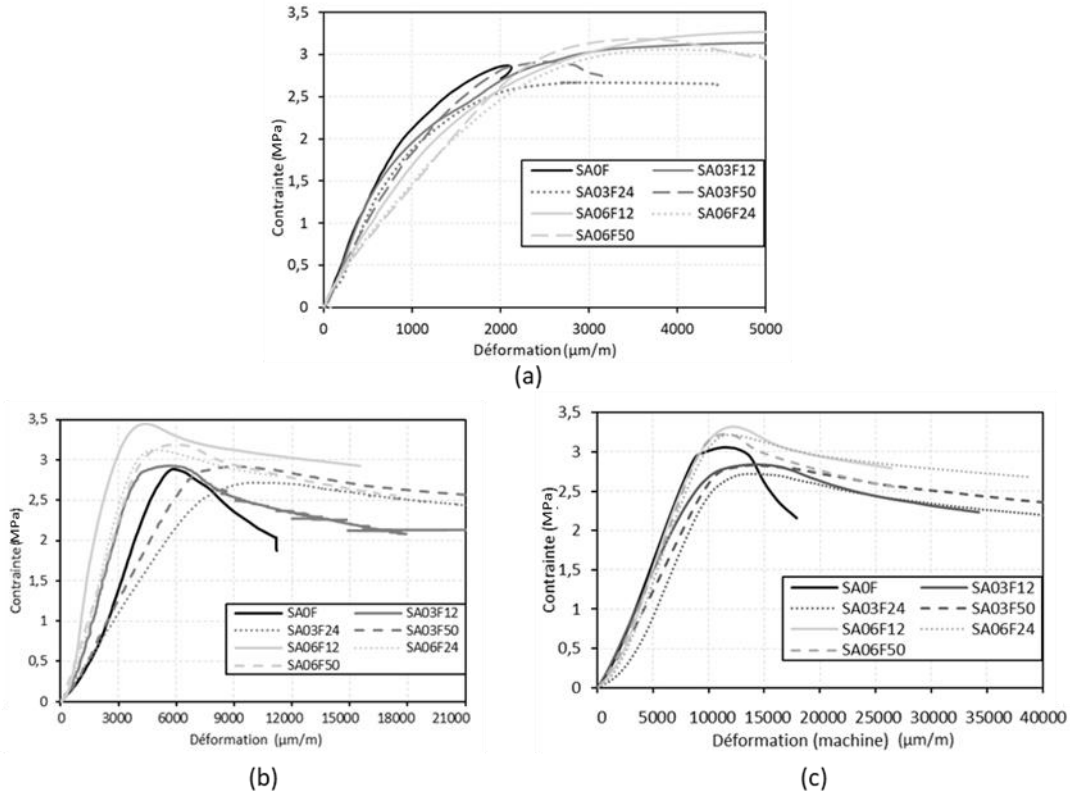 3,5
3
2,5
2
1,5
1
0,5
0
Contrainte (MPa)
SA0F SA03F12
SA03F24 SA03F50
SA06F12 SA06F24
SA06F50
0 1000 2000 3000 4000 5000
Déformation (µm/m)
(a)
3,5
3
2,5
2
1,5
1
0,5
0
Contrainte (MPa)
SA0F SA03F12
SA03F24 SA03F50
SA06F12 SA06F24
SA06F50
0 3000 6000 9000 12000 15000 18000 21000
Déformation (µm/m)
(b)
3,5
3
2,5
2
1,5
1
0,5
0
Contrainte (MPa)
SA0F SA03F12
SA03F24 SA03F50
SA06F12 SA06F24
SA06F50
0 5000 10000 15000 20000 25000 30000 35000 40000
Déformation (machine) (µm/m)
(c)